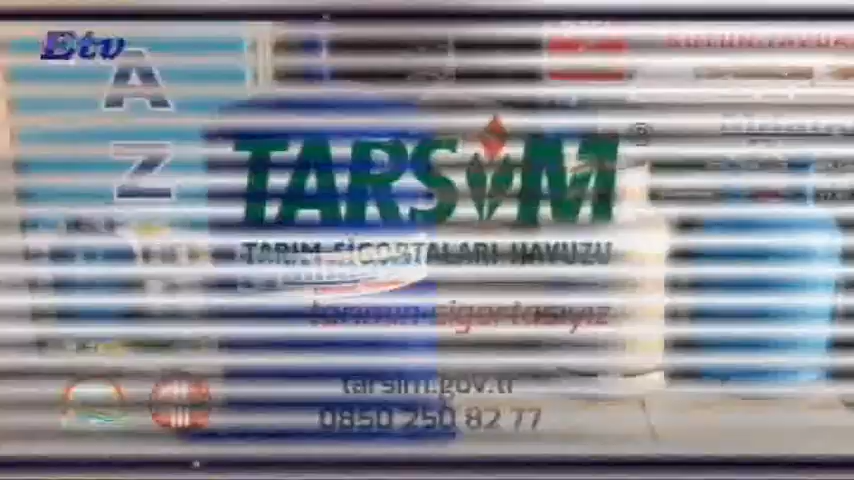 Etv
A
Z
TARSİM
TARIM SİGORTALARI HAVUZU
tarımın sigortasıyız
tarsim.gov.tr
0850 250 82 77